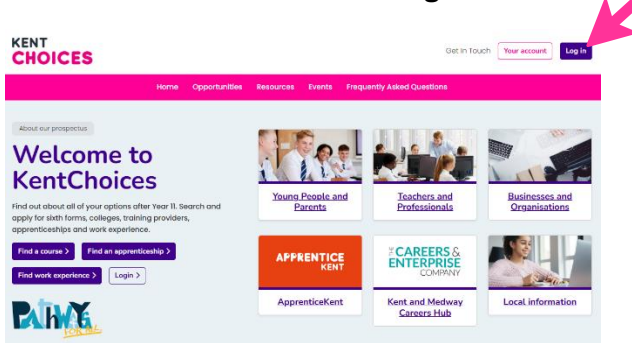 KENT
CHOICES
Get In Touch
Your account
Log in
Home Opportunities Resources Events Frequently Asked Questions
About our prospectus
Welcome to
KentChoices
Find out about all of your options after Year 11. Search and
apply for sixth forms, colleges, training providers,
apprenticeships and work experience.
Find a course >
Find an apprenticeship >
Find work experience >
Login >
Young People and
Parents
Teachers and
Professionals
Businesses and
Organisations
APPRENTICE
KENT
ApprenticeKent
THE CAREERS &
ENTERPRISE
COMPANY
Kent and Medway
Careers Hub
Local information